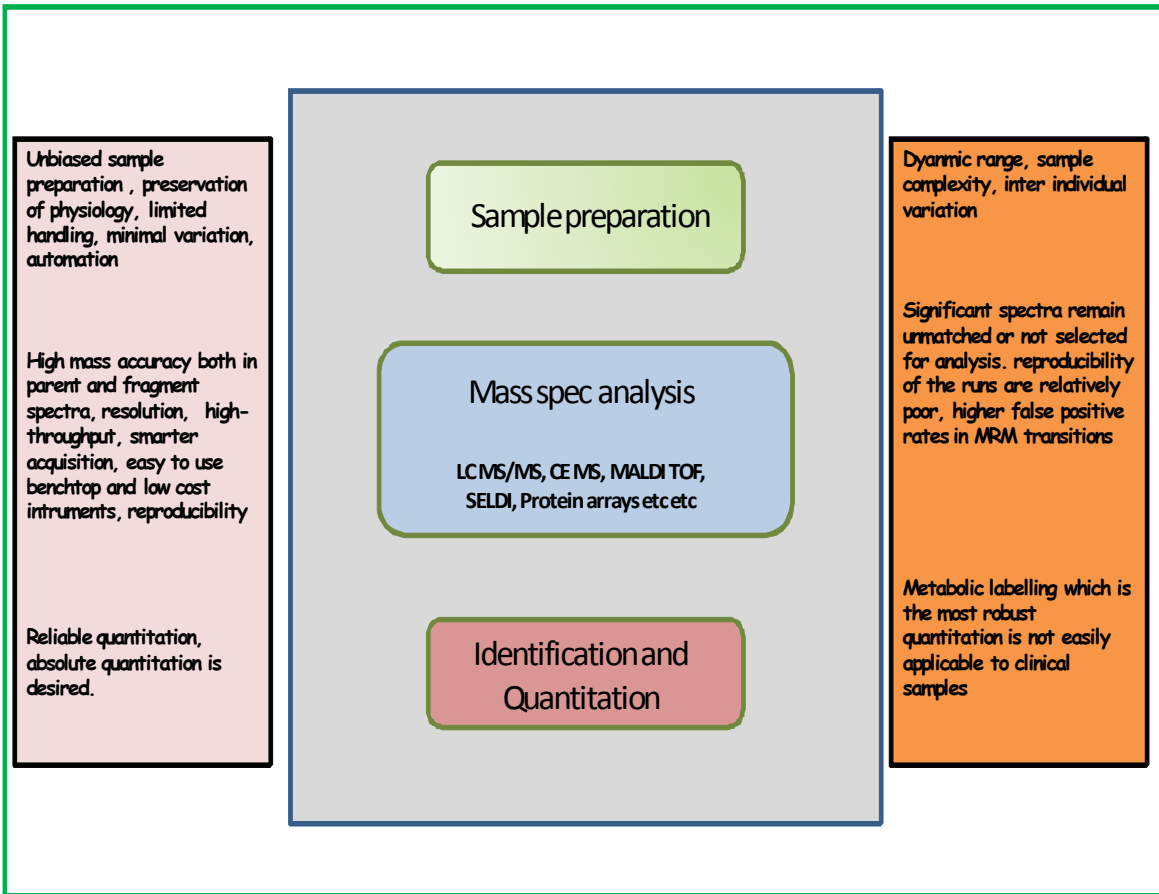 Unbiased sample
preparation , preservation
of physiology, limited
handling, minimal variation,
automation
High mass accuracy both in
parent and fragment
spectra, resolution, high-
throughput, smarter
acquisition, easy to use
benchtop and low cost
intruments, reproducibility
Reliable quantitation,
absolute quantitation is
desired.
Sample preparation
Mass spec analysis
LC MS/MS, CE MS, MALDI TOF,
SELDI, Protein arrays etc etc
Identification and
Quantitation
Dyanmic range, sample
complexity, inter individual
variation
Significant spectra remain
unmatched or not selected
for analysis. reproducibility
of the runs are relatively
poor, higher false positive
rates in MRM transitions
Metabolic labelling which is
the most robust
quantitation is not easily
applicable to clinical
samples